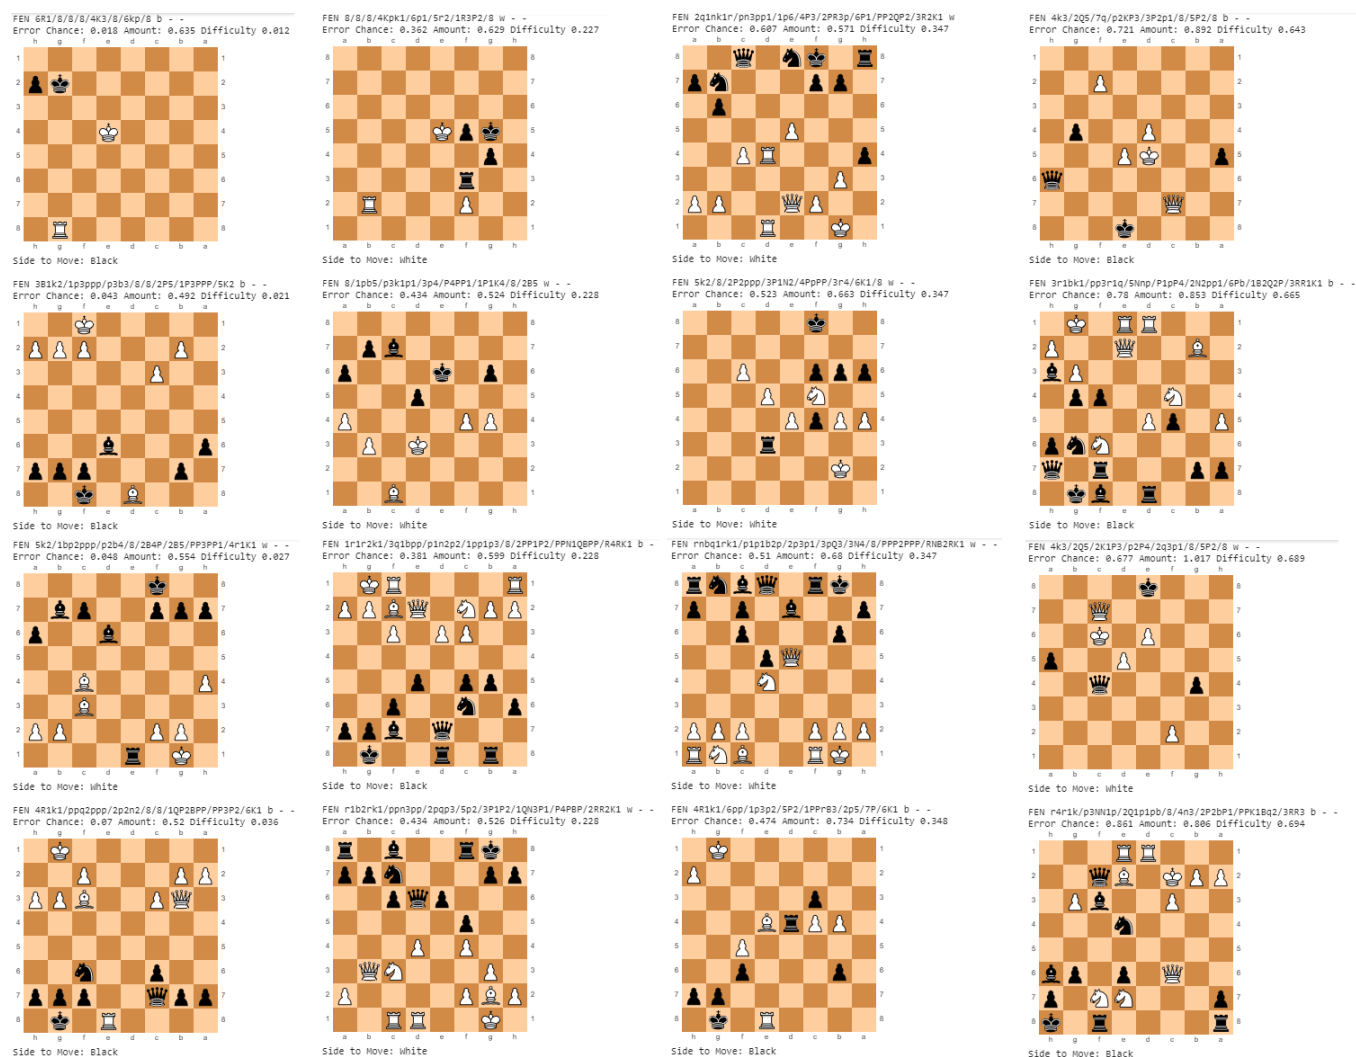 FEN 6R1/8/8/8/4K3/8/6kp/8 b - -
Error Chance: 0.018 Amount: 0.635 Difficulty 0.012
Side to Move: Black
FEN 8/8/8/4Kpk1/6p1/5r2/1R3P2/8 w - -
Error Chance: 0.362 Amount: 0.629 Difficulty 0.227
Side to Move: White
FEN 2q1nk1r/pn3pp1/1p6/4P3/2PR3p/6P1/PP2QP2/3R2K1 w
Error Chance: 0.607 Amount: 0.571 Difficulty 0.347
Side to Move: White
FEN 4k3/2Q5/7q/p2KP3/3P2p1/8/5P2/8 b - -
Error Chance: 0.721 Amount: 0.892 Difficulty 0.643
Side to Move: Black
FEN 3B1k2/1p3ppp/p3b3/8/8/2P5/1P3PPP/5K2 b - -
Error Chance: 0.043 Amount: 0.492 Difficulty 0.021
Side to Move: Black
FEN 8/1pb5/p3k1p1/3p4/P4PP1/1P1K4/8/2B5 w - -
Error Chance: 0.434 Amount: 0.524 Difficulty 0.228
Side to Move: White
FEN 5k2/8/2P2ppp/3P1N2/4PpPP/3r4/6K1/8 w - -
Error Chance: 0.523 Amount: 0.663 Difficulty 0.347
Side to Move: White
FEN 3r1bk1/pp3r1q/5Nnp/P1pP4/2N2pp1/6Pb/1B2Q2P/3RR1K1 b - -
Error Chance: 0.78 Amount: 0.853 Difficulty 0.665
Side to Move: Black
FEN 5k2/1bp2ppp/p2b4/8/2B4P/2B5/PP3PP1/4r1K1 w - -
Error Chance: 0.048 Amount: 0.554 Difficulty 0.027
Side to Move: White
FEN 1r1r2k1/3q1bpp/p1n2p2/1pp1p3/8/2PP1P2/PPN1QBPP/R4RK1 b - -
Error Chance: 0.381 Amount: 0.599 Difficulty 0.228
Side to Move: Black
FEN rnbq1rk1/p1p1b2p/2p3p1/3pQ3/3N4/8/PPP2PPP/RNB2RK1 w - -
Error Chance: 0.51 Amount: 0.68 Difficulty 0.347
Side to Move: White
FEN 4k3/2Q5/2K1P3/p2P4/2q3p1/8/5P2/8 w - -
Error Chance: 0.677 Amount: 1.017 Difficulty 0.689
Side to Move: White
FEN 4R1k1/ppq2ppp/2p2n2/8/8/1QP2BPP/PP3P2/6K1 b - -
Error Chance: 0.07 Amount: 0.52 Difficulty 0.036
Side to Move: Black
FEN r1b2rk1/ppn3pp/2pqp3/5p2/3P1P2/1QN3P1/P4PBP/2RR2K1 w - -
Error Chance: 0.434 Amount: 0.526 Difficulty 0.228
Side to Move: White
FEN 4R1k1/6pp/1p3p2/5P2/1PPrB3/2p5/7P/6K1 b - -
Error Chance: 0.474 Amount: 0.734 Difficulty 0.348
Side to Move: Black
FEN r4r1k/p3NN1p/2Q1p1pb/8/4n3/2P2bP1/PPK1Bq2/3RR3 b - -
Error Chance: 0.861 Amount: 0.806 Difficulty 0.694
Side to Move: Black